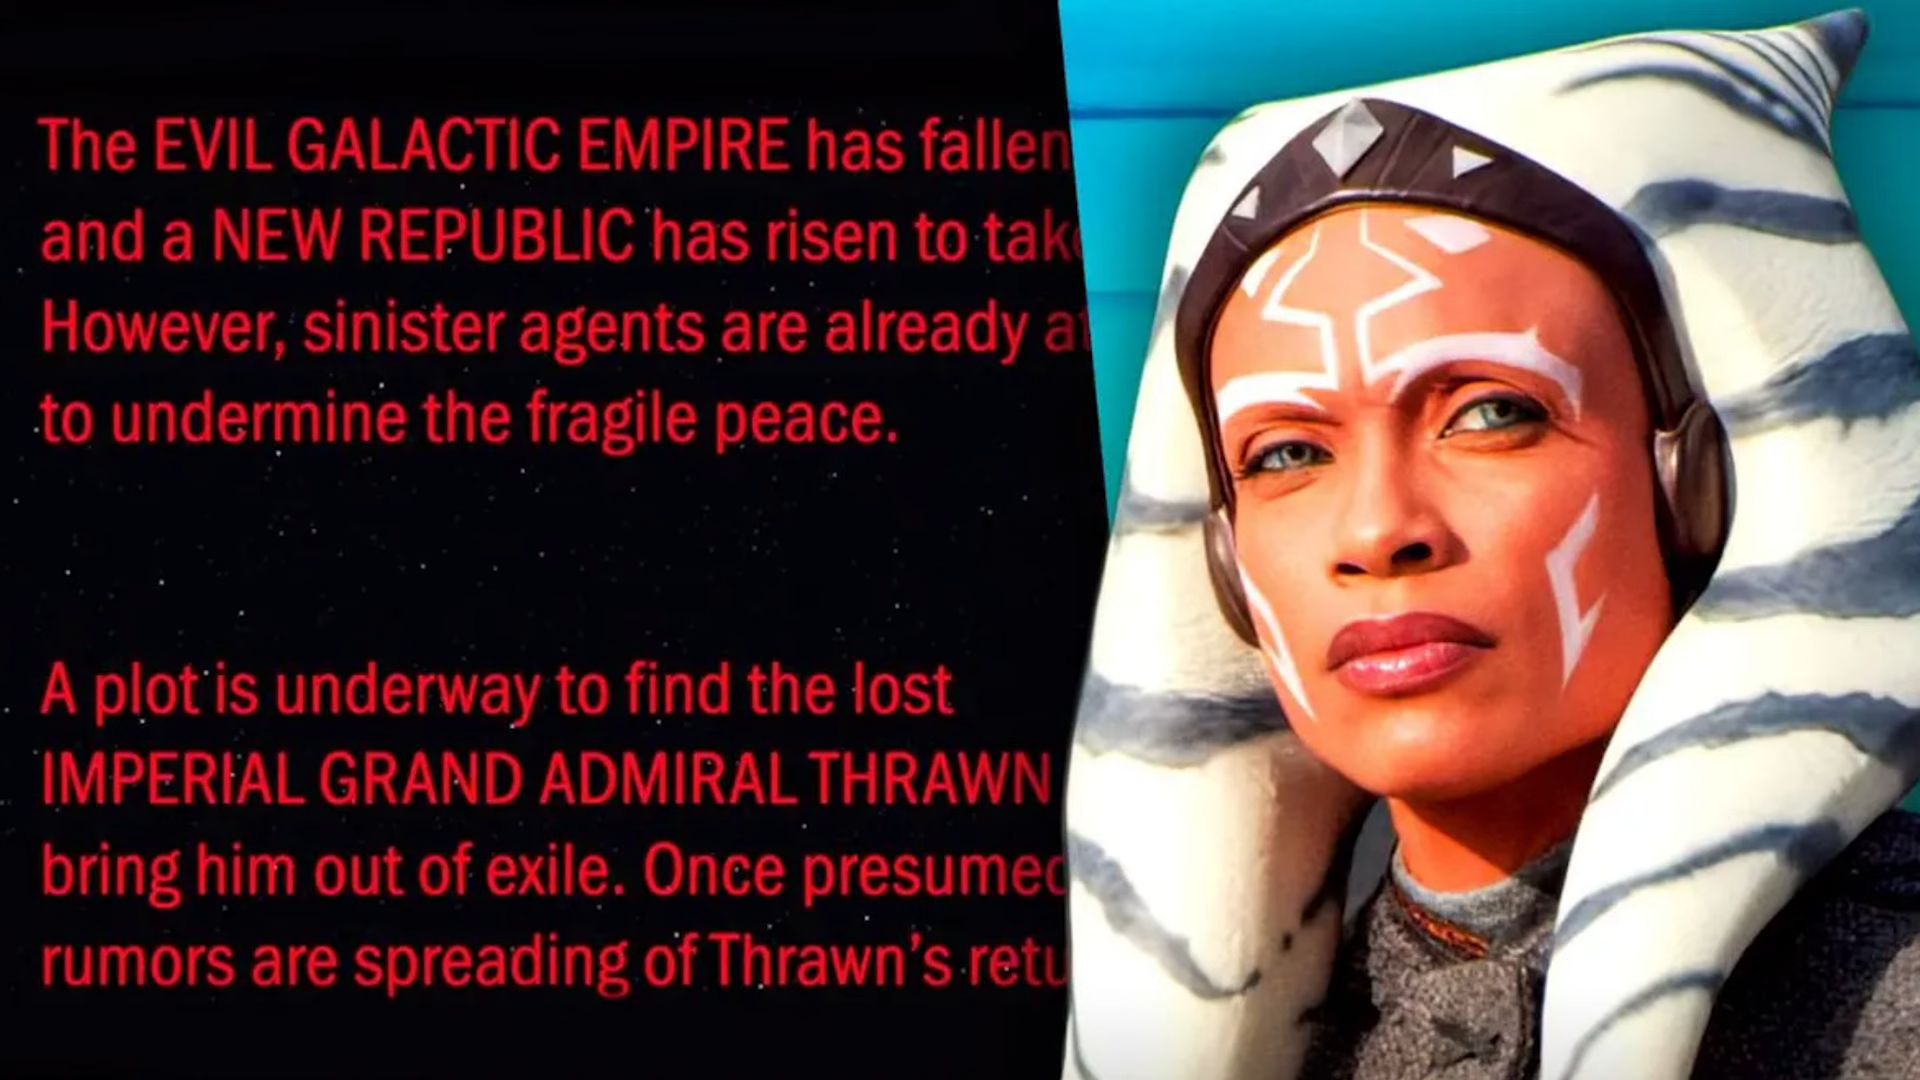 The EVIL GALACTIC EMPIRE has fallen
and a NEW REPUBLIC has risen to
However, sinister agents are already
to undermine the fragile peace.
A plot is underway to find the lost
IMPERIAL GRAND ADMIRAL THRAWN
bring him out of exile. Once presumed
rumors are spreading of Thrawn's